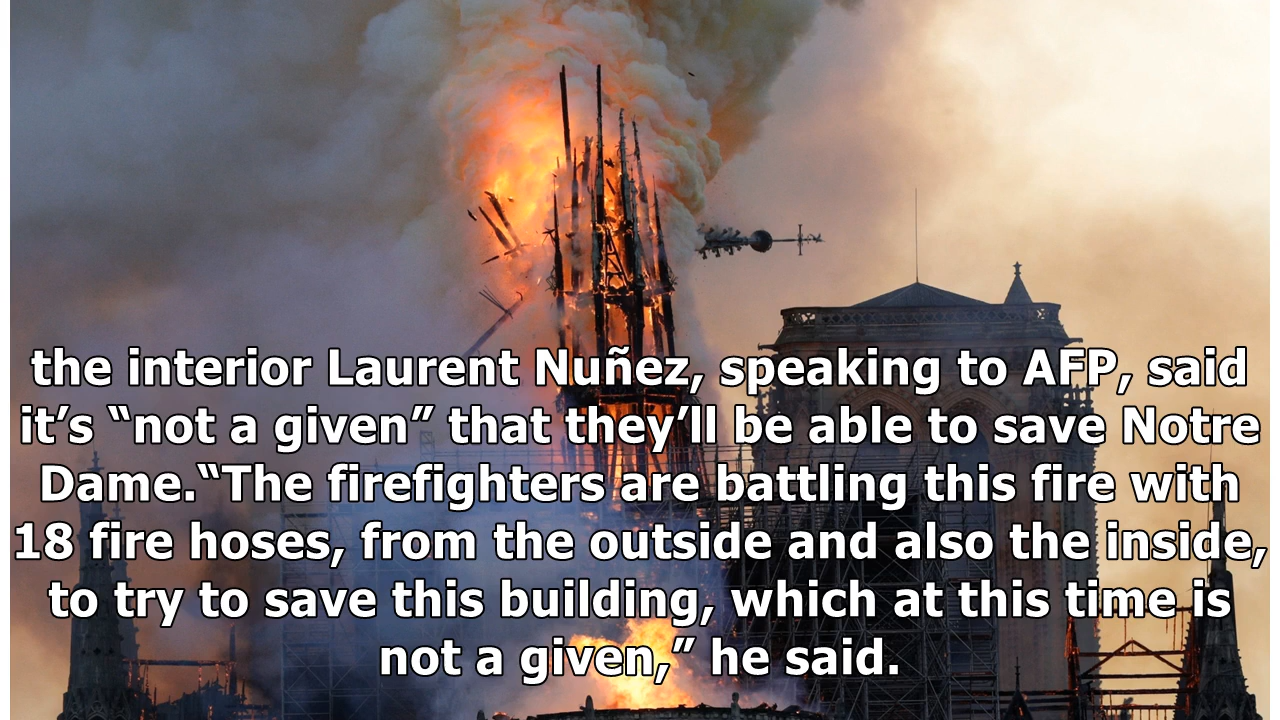 the interior Laurent Nuñez, speaking to AFP, said
it’s “not a given” that they’ll be able to save Notre
Dame.“The firefighters are battling this fire with
18 fire hoses, from the outside and also the inside,
to try to save this building, which at this time is
not a given,” he said.